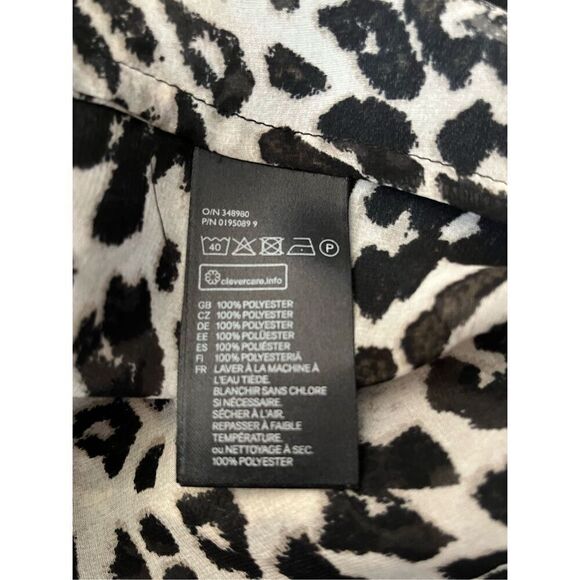 O/N 348980
P/N 0195089 9
40 P
clevercare.info
GB 100% POLYESTER
CZ 100% POLYESTER
DE 100% POLYESTER
EE 100% POLÜESTER
ES 100% POLIÉSTER
FI 100% POLYESTERIÄ
FR LAVER À LA MACHINE À
L'EAU TIÈDE.
BLANCHIR SANS CHLORE
SI NÉCESSAIRE.
SÉCHER À L'AIR.
REPASSER À FAIBLE
TEMPÉRATURE.
ou NETTOYAGE À SEC.
100% POLYESTER